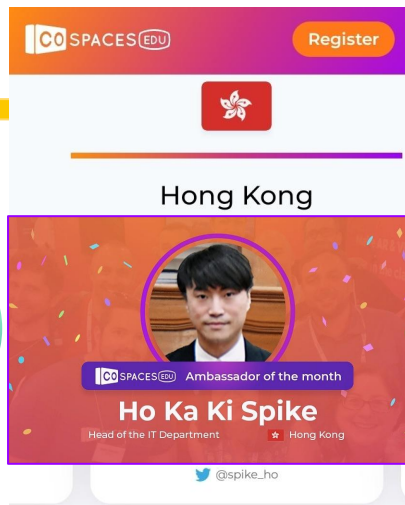 CO SPACES EDU
Register
Hong Kong
CO SPACES EDU Ambassador of the month
Ho Ka Ki Spike
Head of the IT Department Hong Kong
@spike_ho